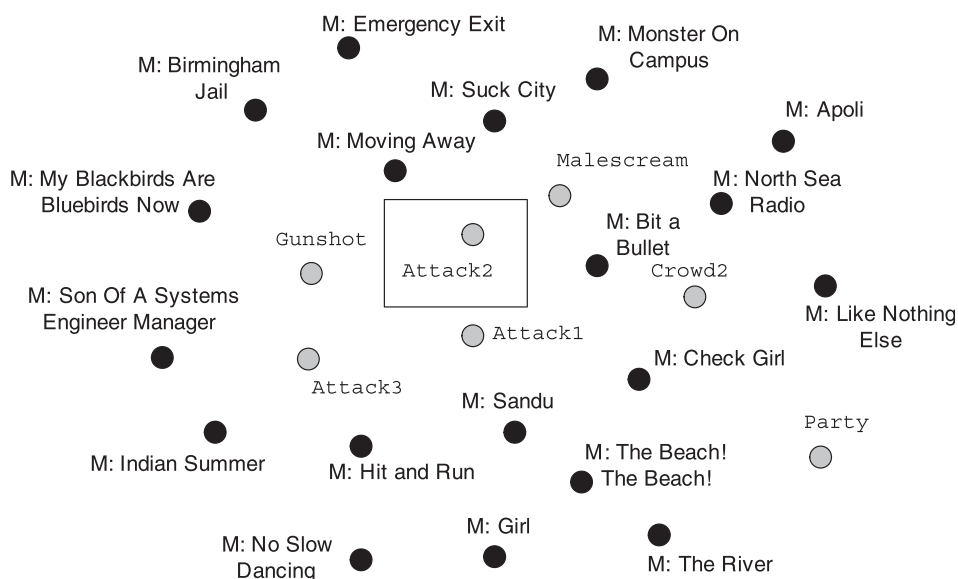 M: Emergency Exit
M: Monster On
Campus
M: Birmingham
Jail
M: Suck City
M: Apoli
M: Moving Away
Malescream
M: My Blackbirds Are
Bluebirds Now
M: North Sea
Radio
M: Bit a
Bullet
Gunshot
Attack2
Crowd2
M: Son Of A Systems
Engineer Manager
M: Like Nothing
Else
Attack1
M: Check Girl
Attack3
M: Sandu
Party
M: Indian Summer
M: Hit and Run
M: The Beach!
The Beach!
M: Girl
M: No Slow
Dancing
M: The River